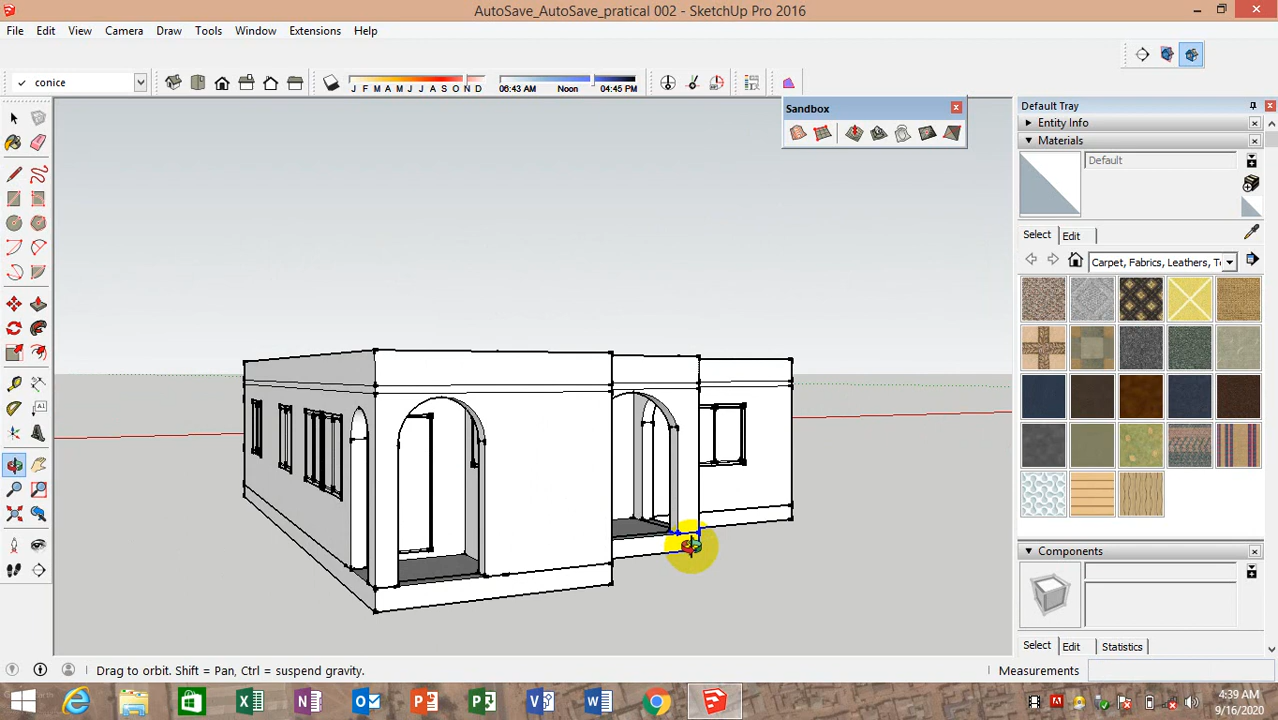 AutoSave_AutoSave_pratical 002 - SketchUp Pro 2016
File Edit View Camera Draw Tools Window Extensions Help
conice
J F M A M J J A S O N D
06:43 AM Noon 04:45 PM
Sandbox
Default Tray
Entity Info
Materials
Default
Select Edit
Carpet, Fabrics, Leathers, T
Components
Select Edit Statistics
Drag to orbit. Shift = Pan, Ctrl = suspend gravity.
Measurements
4:39 AM
9/16/2020